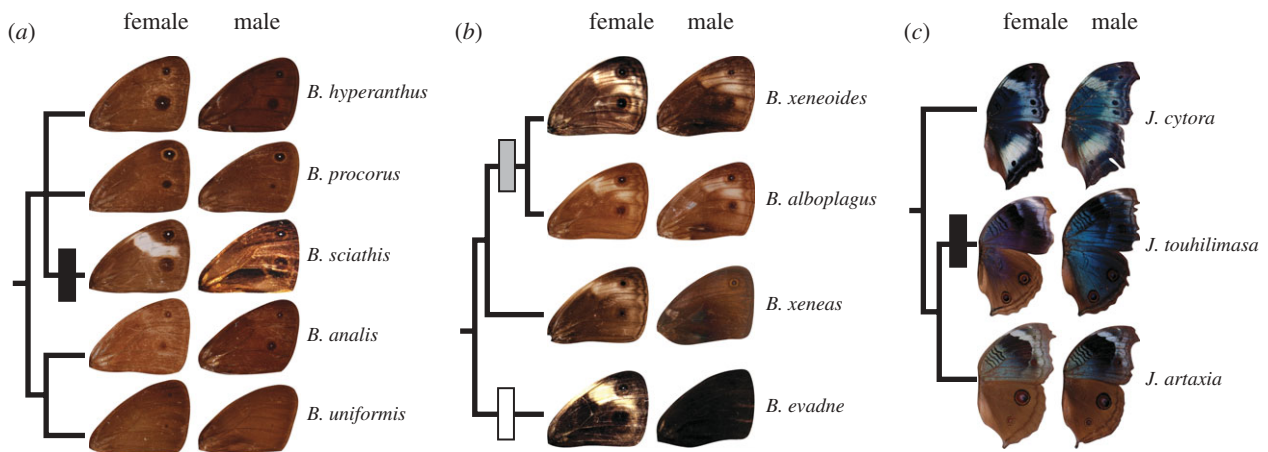 (a)
female male
B. hyperanthus
B. procorus
B. sciathis
B. analis
B. uniformis
(b)
female male
B. xeneoides
B. alboplagus
B. xeneas
B. evadne
(c)
female male
J. cytora
J. touhilimasa
J. artaxia